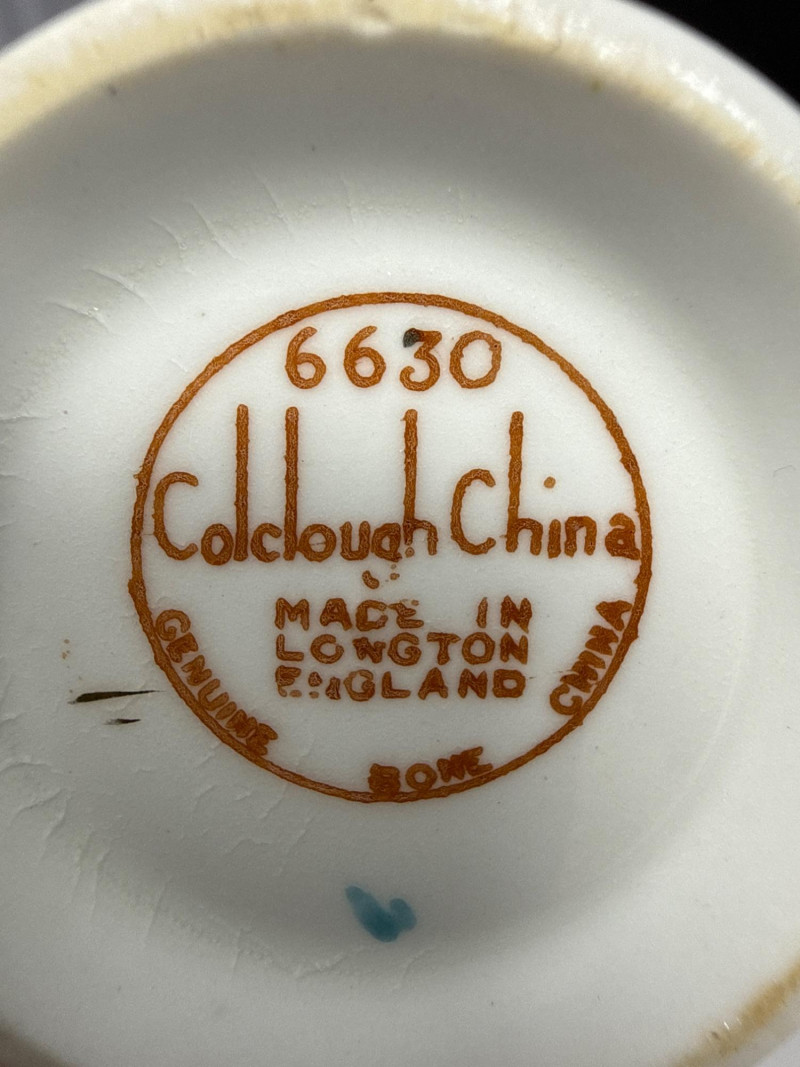 6630
Colclough China
MADE IN
LONGTON
ENGLAND
GENUINE BONE CHINA